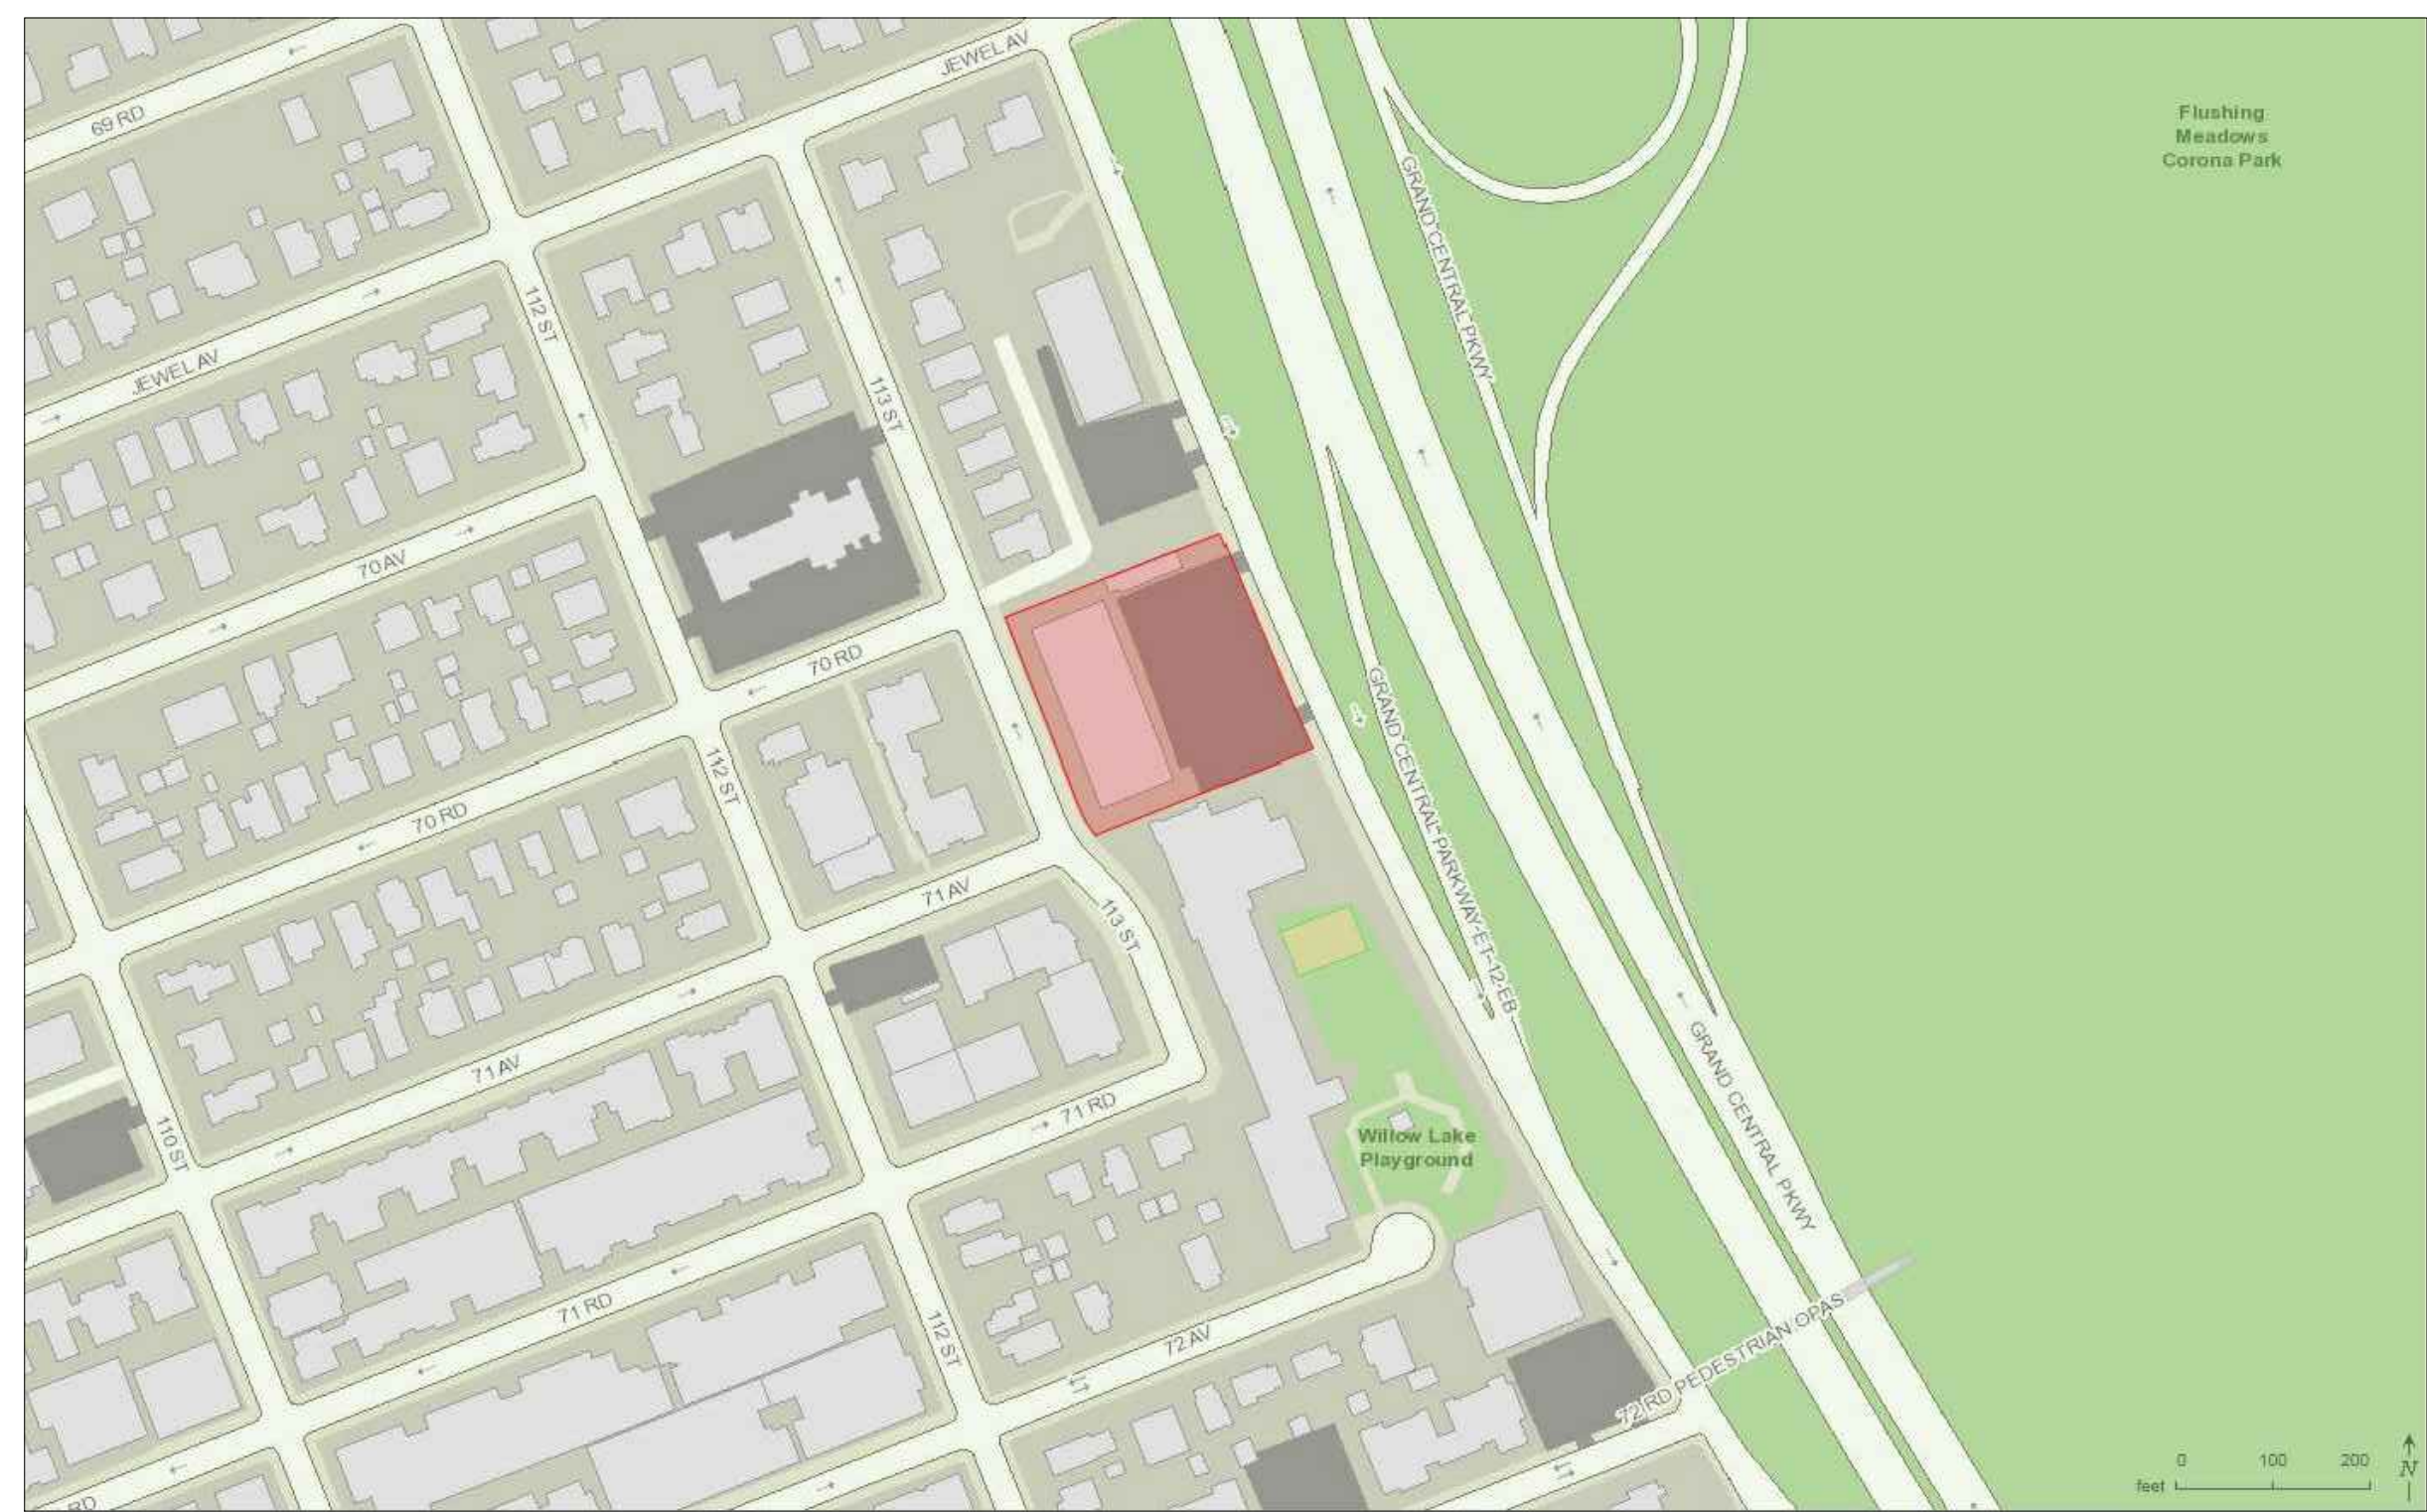 JEWEL AV
69 RD
Flushing
Meadows
Corona Park
GRAND CENTRAL PKWY
112 ST
JEWEL AV
113 ST
70 AV
70 RD
GRAND CENTRAL PARKWAY-ET-12-EB
112 ST
70 RD
71 AV
113 ST
71 AV
71 RD
GRAND CENTRAL PKWY
110 ST
Willow Lake
Playground
71 RD
112 ST
72 AV
72 RD PEDESTRIAN OPAS
RD
0 100 200
feet
N